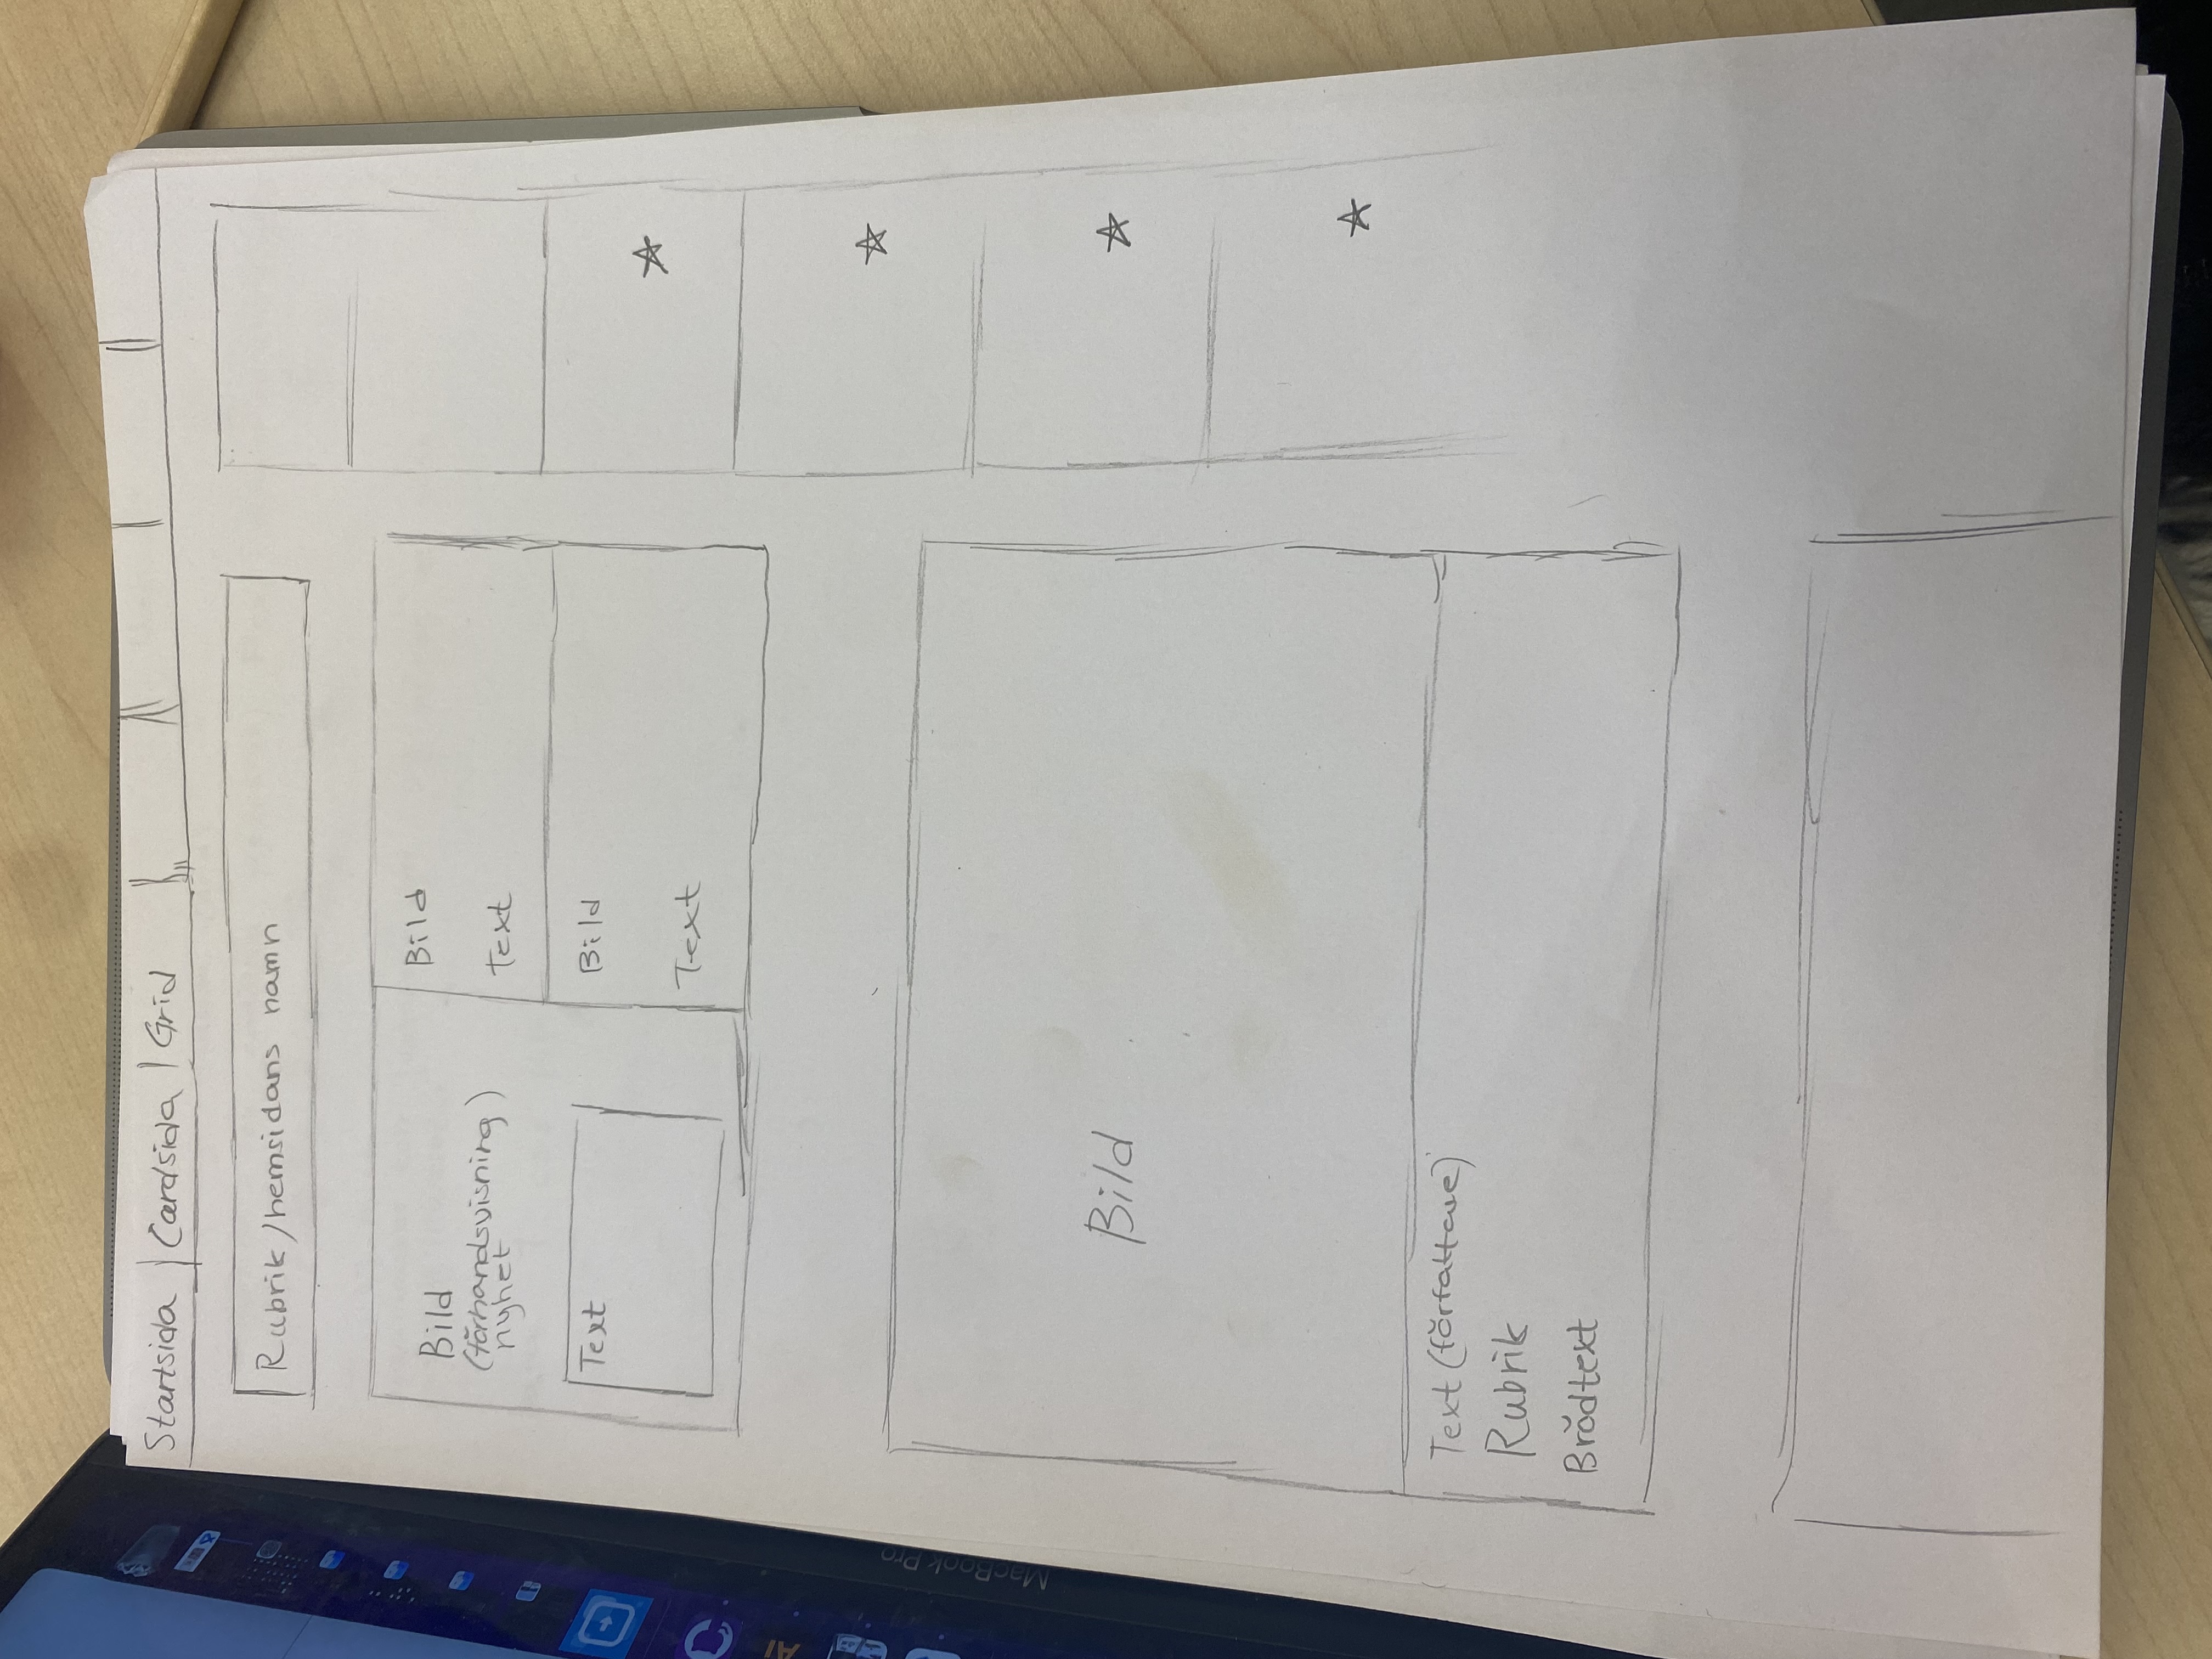 Startsida | Cardsida | Grid
Rubrik/hemsidans namn
Bild
(förhandsvisning)
nyhet
Text
Bild
Text
Bild
Text
Bild
Text (författare)
Rubrik
Brödtext
MacBook Pro
AI